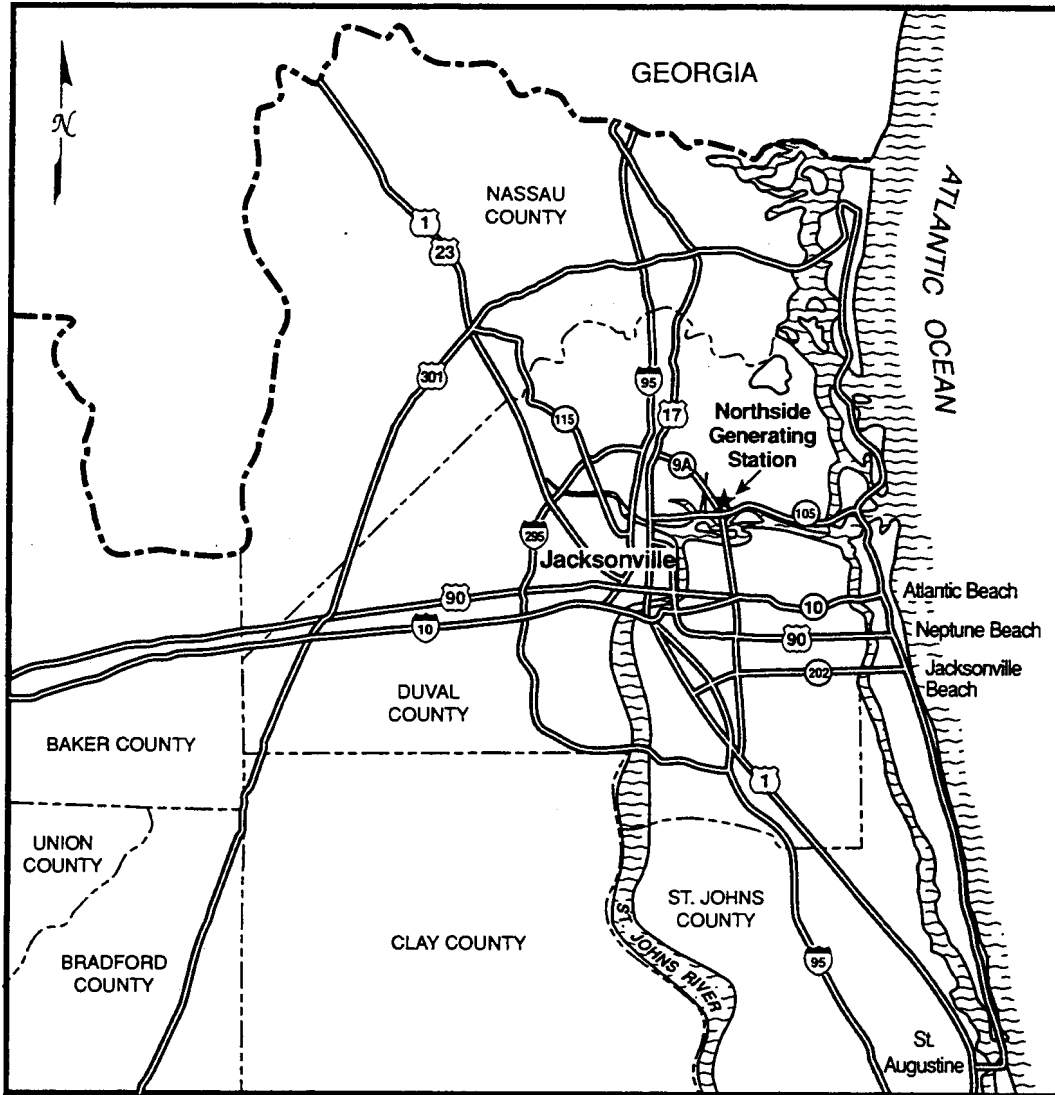 GEORGIA
N
NASSAU
COUNTY
ATLANTIC OCEAN
1
23
301
95
17
115
Northside
Generating
Station
9A
105
295
Jacksonville
90
10
10
Atlantic Beach
90
Neptune Beach
202
Jacksonville
Beach
DUVAL
COUNTY
BAKER COUNTY
1
UNION
COUNTY
ST. JOHNS
COUNTY
CLAY COUNTY
ST. JOHNS RIVER
BRADFORD
COUNTY
95
St.
Augustine